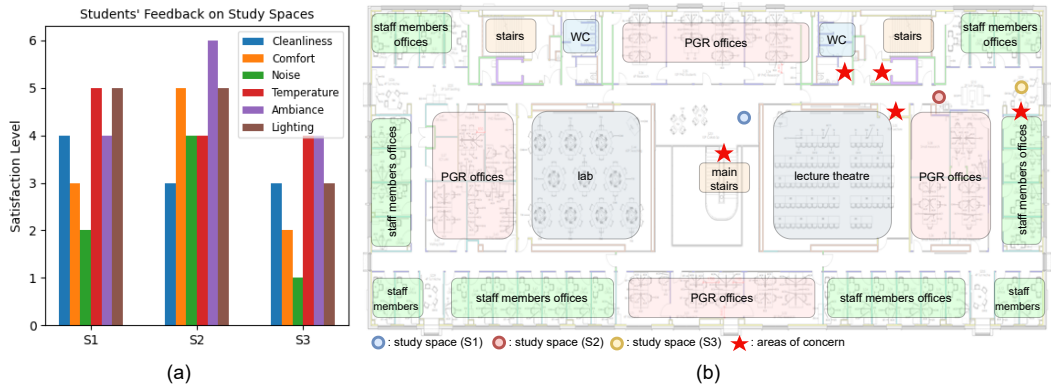 Students' Feedback on Study Spaces
Satisfaction Level
6
5
4
3
2
1
0
Cleanliness
Comfort
Noise
Temperature
Ambiance
Lighting
S1
S2
S3
(a)
staff members
offices
stairs
WC
PGR offices
WC
stairs
staff members
offices
staff members offices
PGR offices
lab
main
stairs
lecture theatre
PGR offices
staff members offices
staff
members
staff members offices
PGR offices
staff members offices
staff
members
: study space (S1)
: study space (S2)
: study space (S3)
: areas of concern
(b)